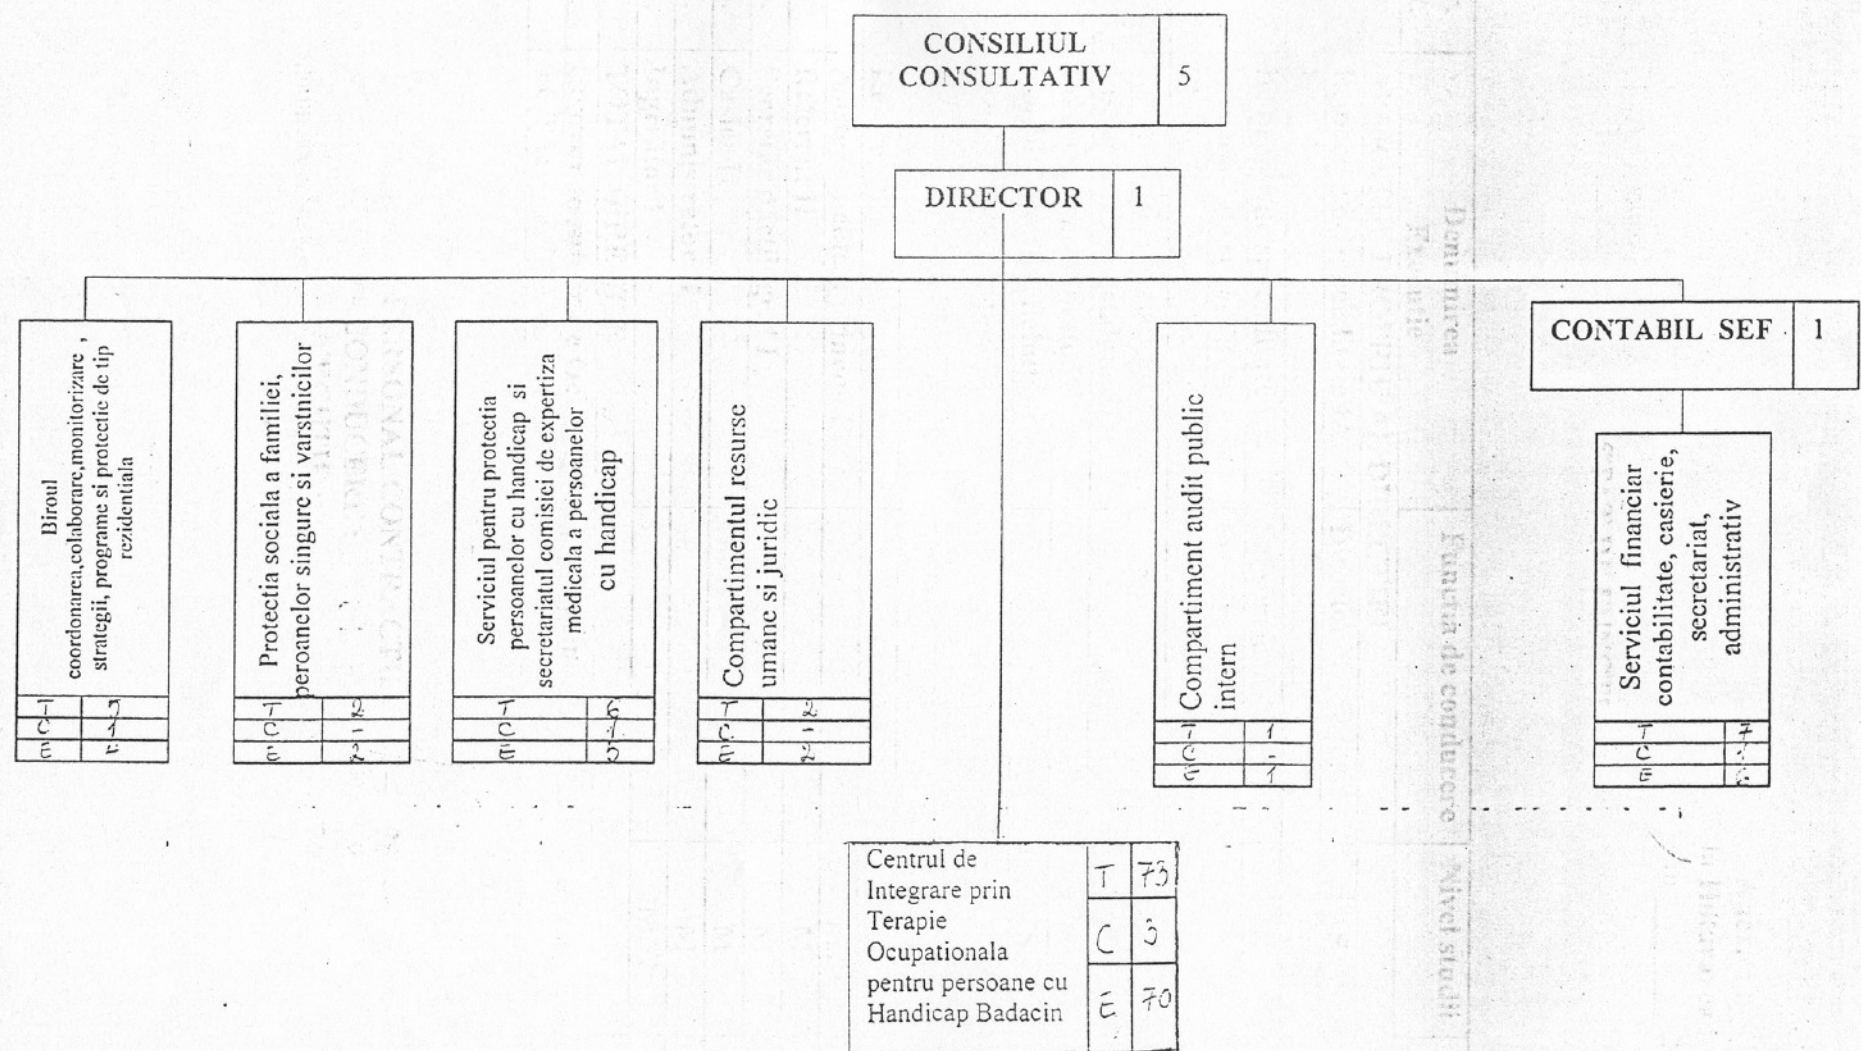 CONSILIUL
CONSULTATIV 5
DIRECTOR 1
Biroul
coordonarea,colaborare,monitorizare ,
strategii, programe si protectie de tip
rezidentiala
T
C
E
Protectia sociala a familiei,
peroanelor singure si varstnicilor
T 2
C -
E 2
Serviciul pentru protectia
persoanelor cu handicap si
secretariatul comisiei de expertiza
medicala a persoanelor
cu handicap
T 6
C 1
E 5
Compartimentul resurse
umane si juridic
T 2
C -
E 2
Compartiment audit public
intern
T 1
C -
E 1
CONTABIL SEF 1
Serviciul financiar
contabilitate, casierie,
secretariat,
administrativ
T 7
C
E
Centrul de
Integrare prin
Terapie
Ocupationala
pentru persoane cu
Handicap Badacin
T 73
C 3
E 70